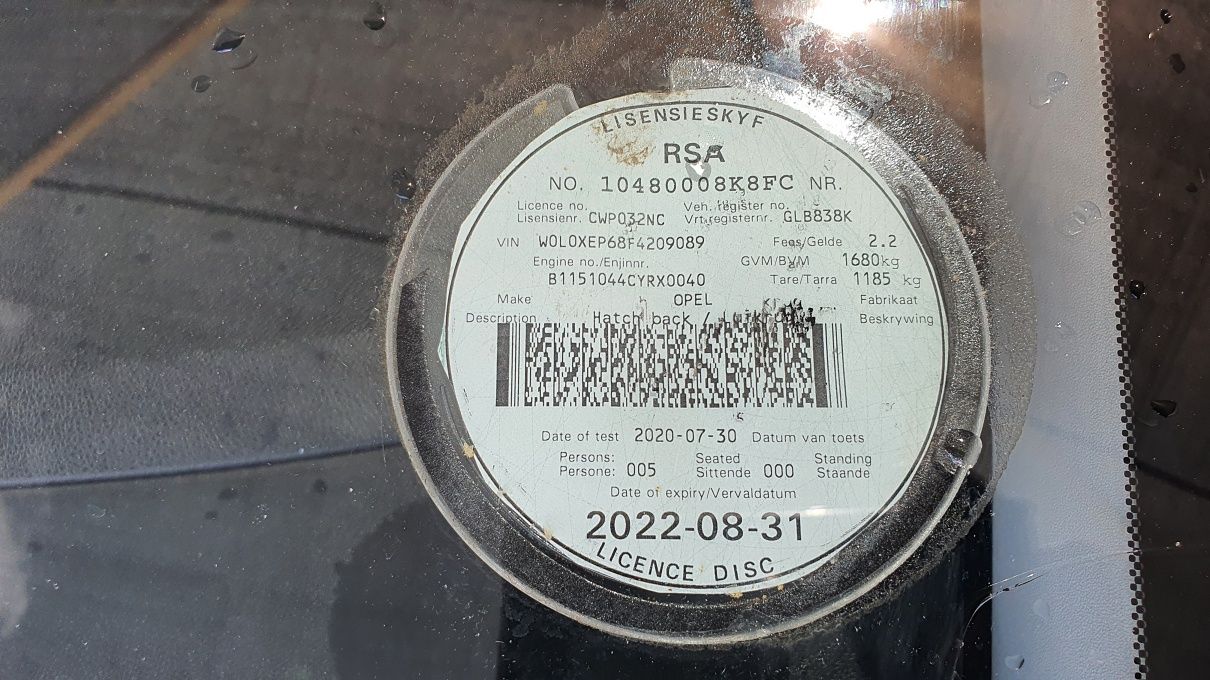 LISENSIESKYF
RSA
NO. 10480008K8FC NR.
Licence no. Veh. register no.
Lisensienr. CWP032NC Vrt.registernr. GLB838K
VIN W0L0XEP68F4209089 Fees/Gelde 2.2
Engine no./Enjinnr. GVM/BVM 1680kg
B1151044CYRX0040 Tare/Tarra 1185 kg
Make OPEL Fabrikaat
Description Hatch back / Beskrywing
Date of test 2020-07-30 Datum van toets
Persons: Seated Standing
Persone: 005 Sittende 000 Staande
Date of expiry/Vervaldatum
2022-08-31
LICENCE DISC